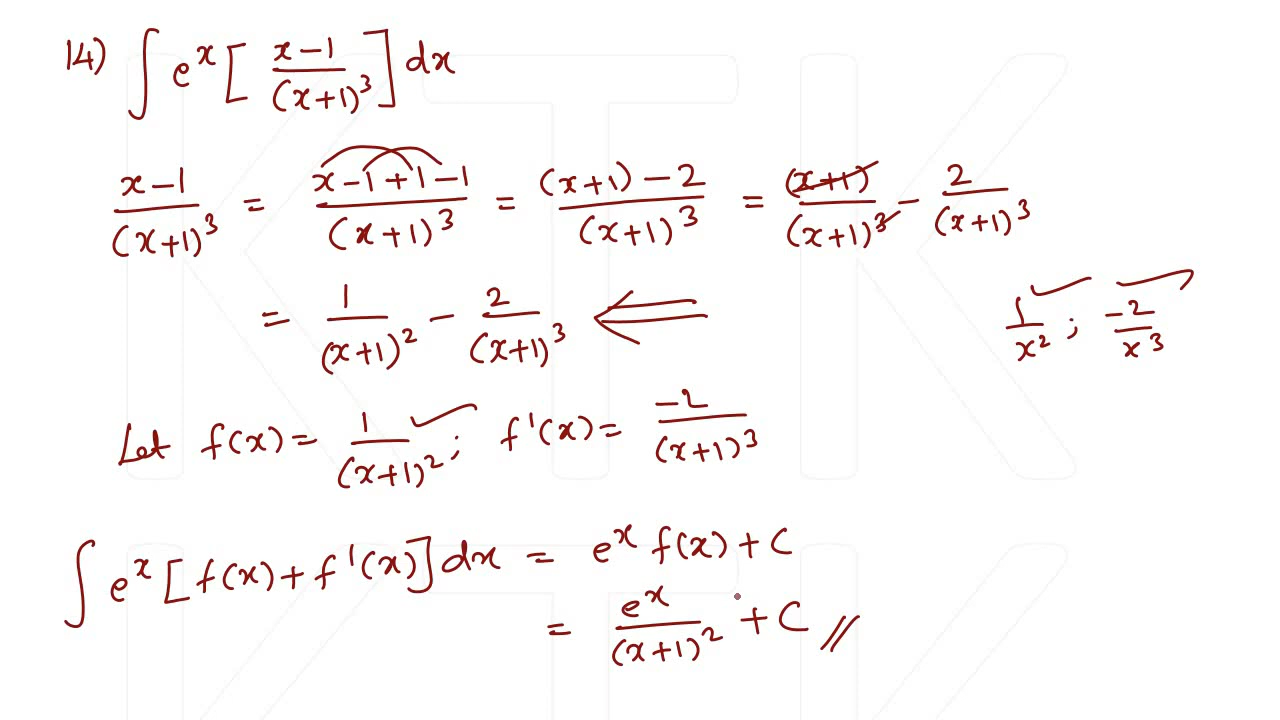 14) ∫ e^x [ (x-1)/(x+1)^3 ] dx
(x-1)/(x+1)^3 = (x-1+1-1)/(x+1)^3 = ((x+1)-2)/(x+1)^3 = (x+1)/(x+1)^3 - 2/(x+1)^3
= 1/(x+1)^2 - 2/(x+1)^3 ⇐
1/x^2 ; -2/x^3
Let f(x) = 1/(x+1)^2 ; f'(x) = -2/(x+1)^3
∫ e^x [f(x) + f'(x)] dx = e^x f(x) + C
= e^x/(x+1)^2 + C //
KTK